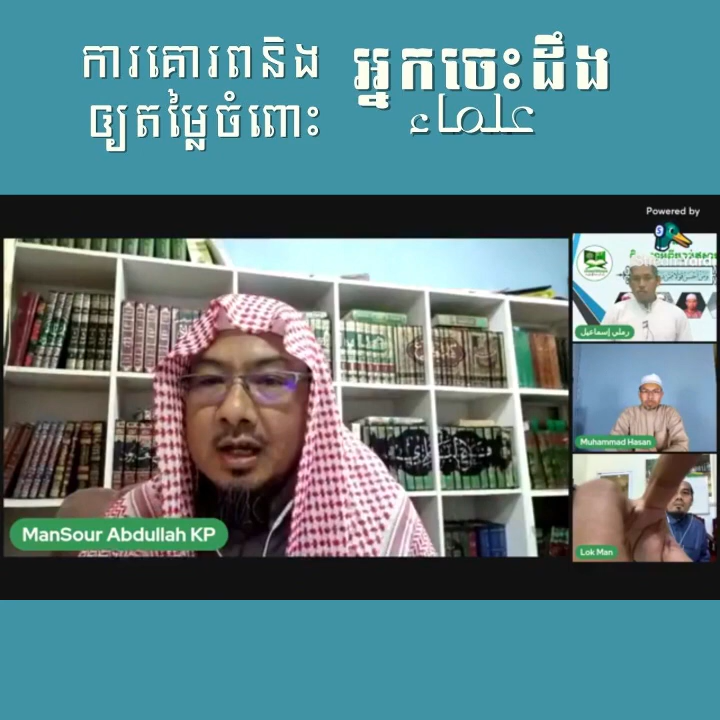 ការគោរពនិង
ឲ្យតម្លៃចំពោះ
អ្នកចេះដឹង
علماء
Powered by
StreamYard
رملي إسماعيل
Muhammad Hasan
Lok Man
ManSour Abdullah KP